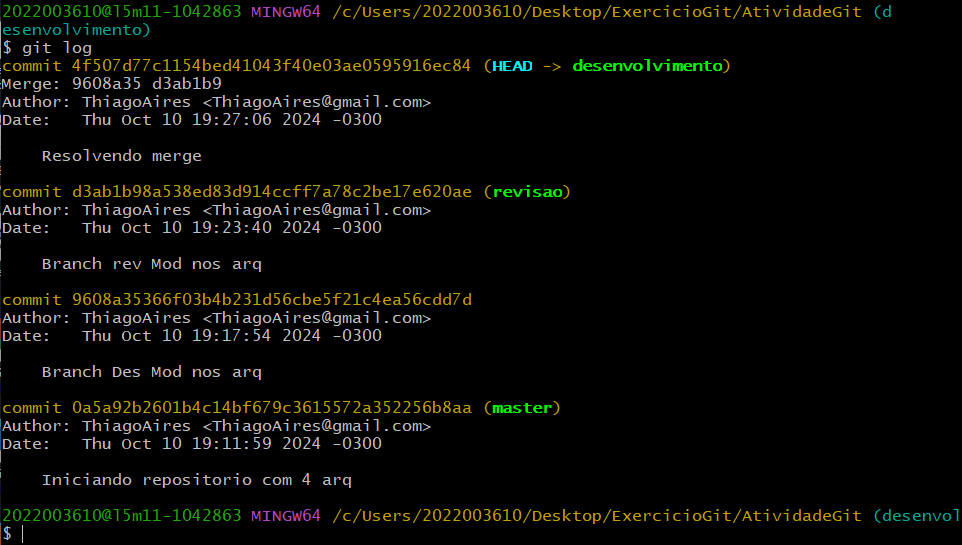 2022003610@l5m11-1042863 MINGW64 /c/Users/2022003610/Desktop/ExercicioGit/AtividadeGit (d
esenvolvimento)
$ git log
commit 4f507d77c1154bed41043f40e03ae0595916ec84 (HEAD -> desenvolvimento)
Merge: 9608a35 d3ab1b9
Author: ThiagoAires <ThiagoAires@gmail.com>
Date:   Thu Oct 10 19:27:06 2024 -0300
    Resolvendo merge
commit d3ab1b98a538ed83d914ccff7a78c2be17e620ae (revisao)
Author: ThiagoAires <ThiagoAires@gmail.com>
Date:   Thu Oct 10 19:23:40 2024 -0300
    Branch rev Mod nos arq
commit 9608a35366f03b4b231d56cbe5f21c4ea56cdd7d
Author: ThiagoAires <ThiagoAires@gmail.com>
Date:   Thu Oct 10 19:17:54 2024 -0300
    Branch Des Mod nos arq
commit 0a5a92b2601b4c14bf679c3615572a352256b8aa (master)
Author: ThiagoAires <ThiagoAires@gmail.com>
Date:   Thu Oct 10 19:11:59 2024 -0300
    Iniciando repositorio com 4 arq
2022003610@l5m11-1042863 MINGW64 /c/Users/2022003610/Desktop/ExercicioGit/AtividadeGit (desenvol
$